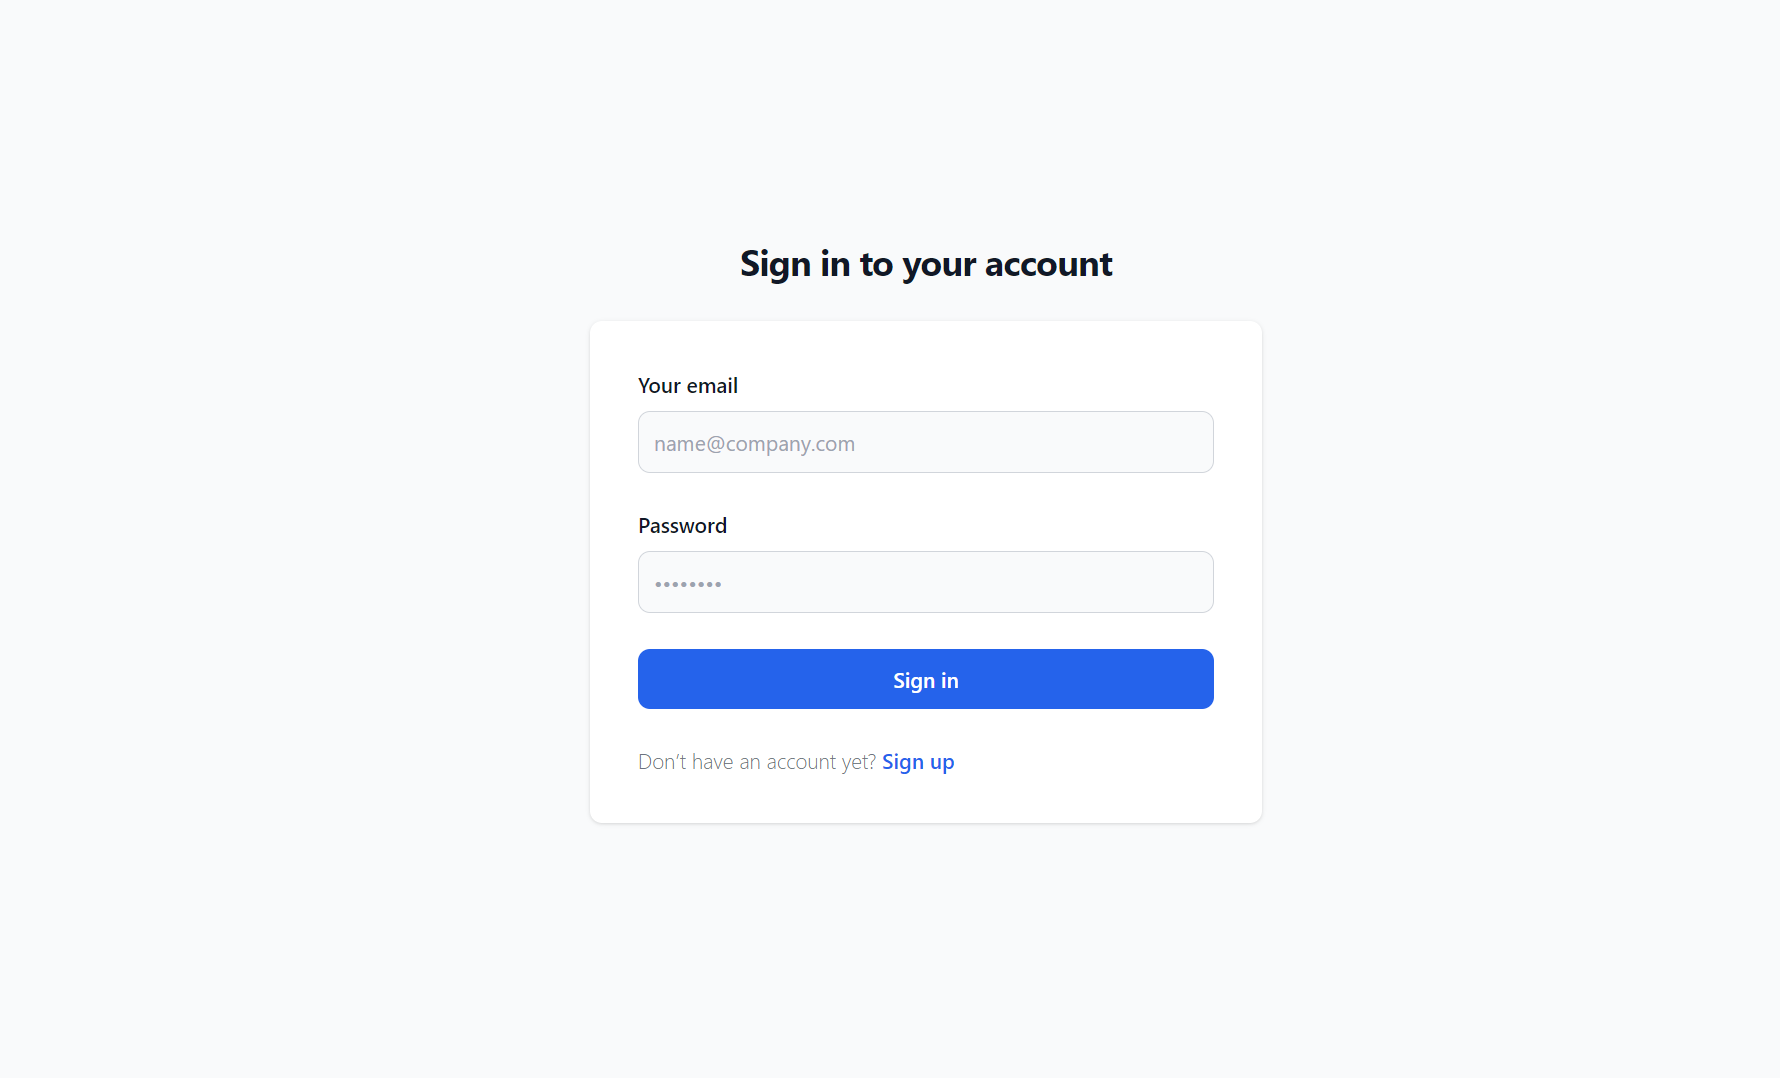 Sign in to your account
Your email
name@company.com
Password
••••••••
Sign in
Don’t have an account yet? Sign up